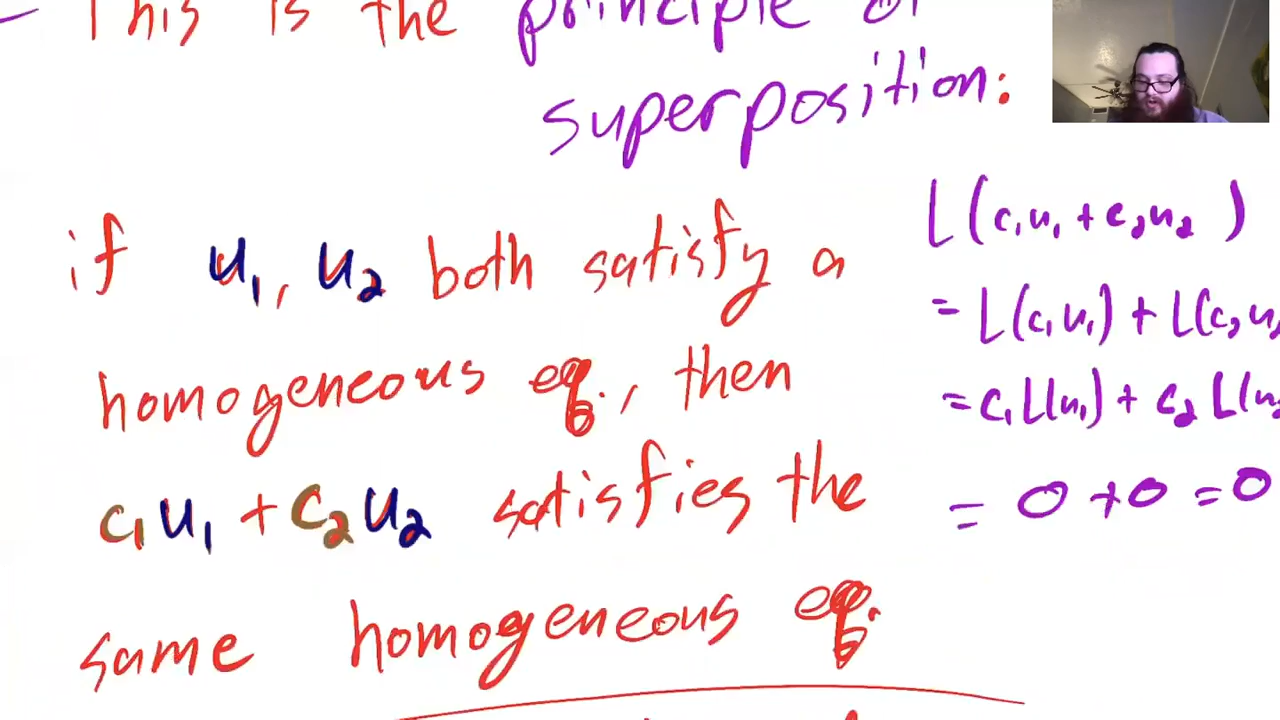 - This is the principle of
superposition:
if u₁, u₂ both satisfy a
homogeneous eq., then
c₁u₁ + c₂u₂ satisfies the
same homogeneous eq.
L(c₁u₁ + c₂u₂)
= L(c₁u₁) + L(c₂u₂
= c₁L(u₁) + c₂L(u₂
= 0 + 0 = 0